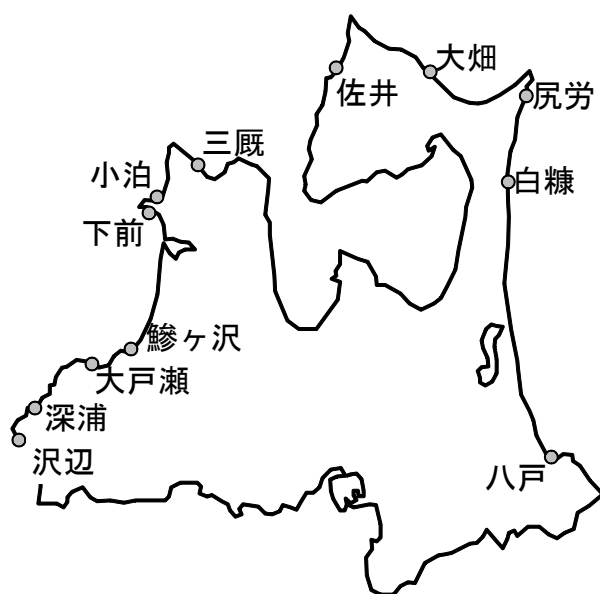 大畑
佐井
尻労
三厩
小泊
白糠
下前
鰺ヶ沢
大戸瀬
深浦
沢辺
八戸